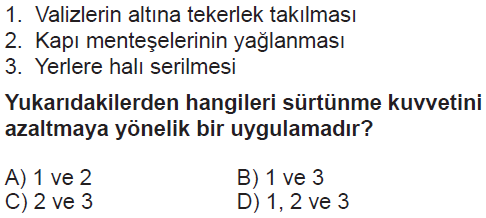 1. Valizlerin altına tekerlek takılması
2. Kapı menteşelerinin yağlanması
3. Yerlere halı serilmesi
Yukarıdakilerden hangileri sürtünme kuvvetini
azaltmaya yönelik bir uygulamadır?
A) 1 ve 2 B) 1 ve 3
C) 2 ve 3 D) 1, 2 ve 3